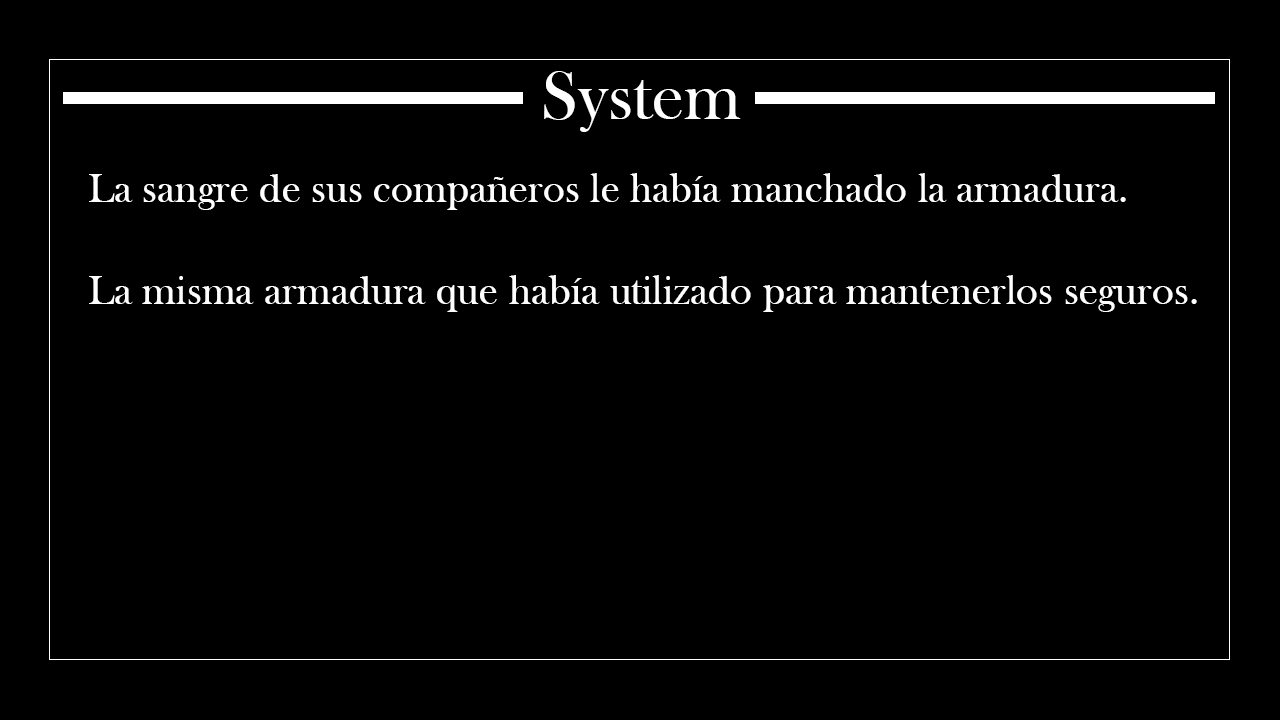 System
La sangre de sus compañeros le había manchado la armadura.
La misma armadura que había utilizado para mantenerlos seguros.